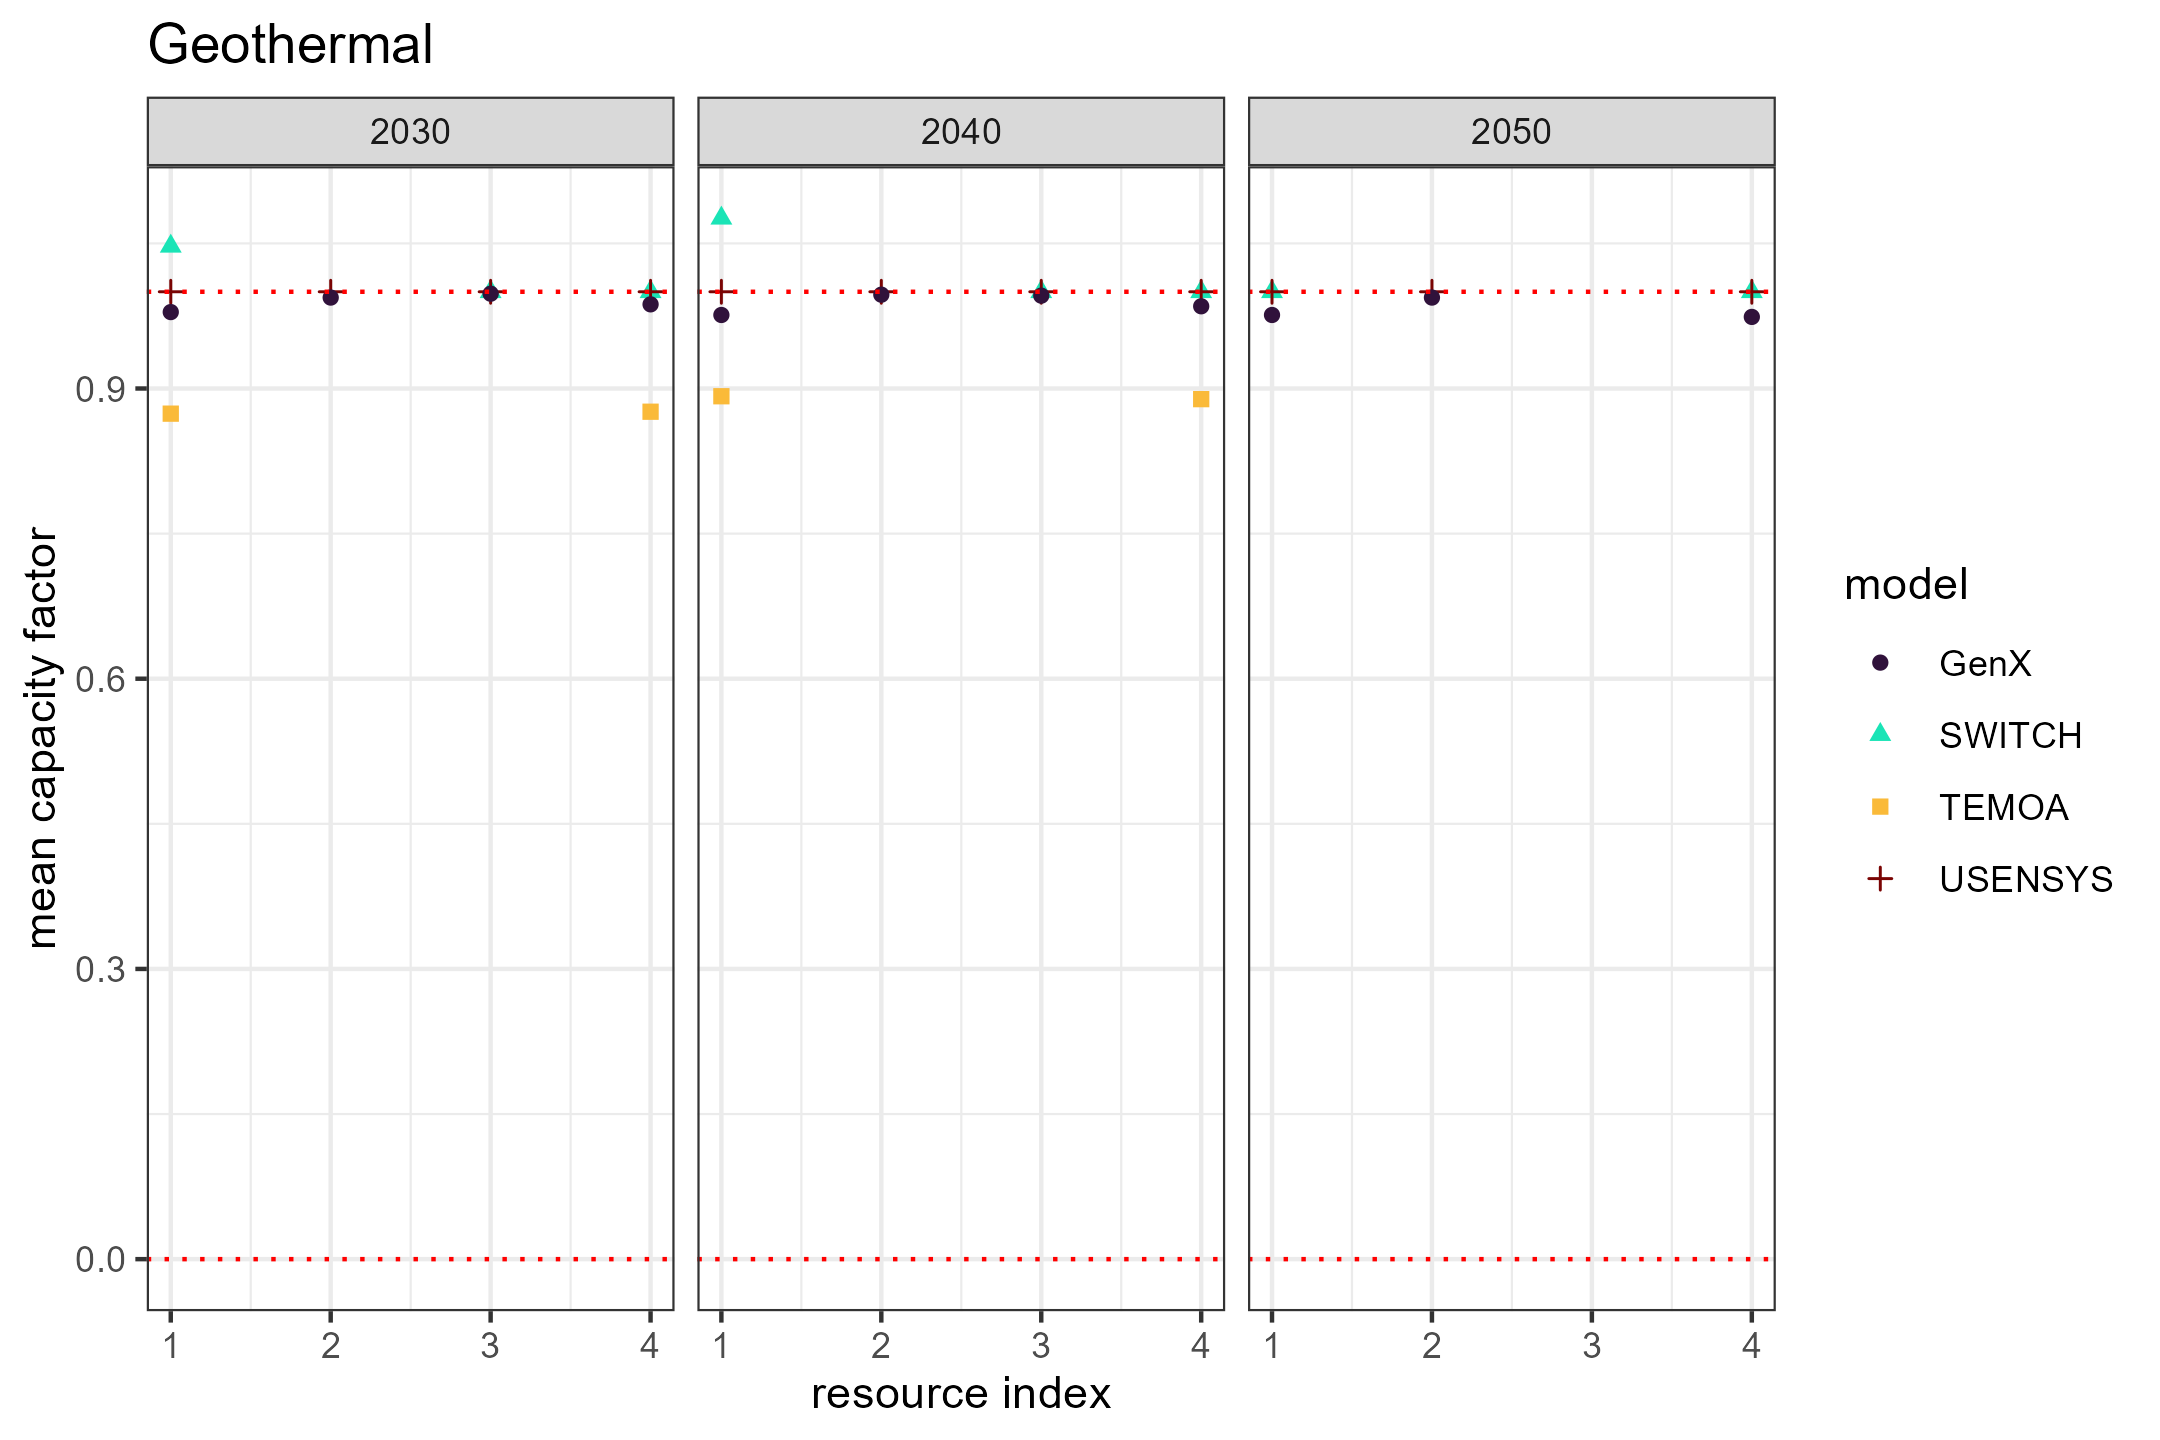 Geothermal
2030
2040
2050
mean capacity factor
0.9
0.6
0.3
0.0
1 2 3 4
1 2 3 4
1 2 3 4
resource index
model
GenX
SWITCH
TEMOA
USENSYS